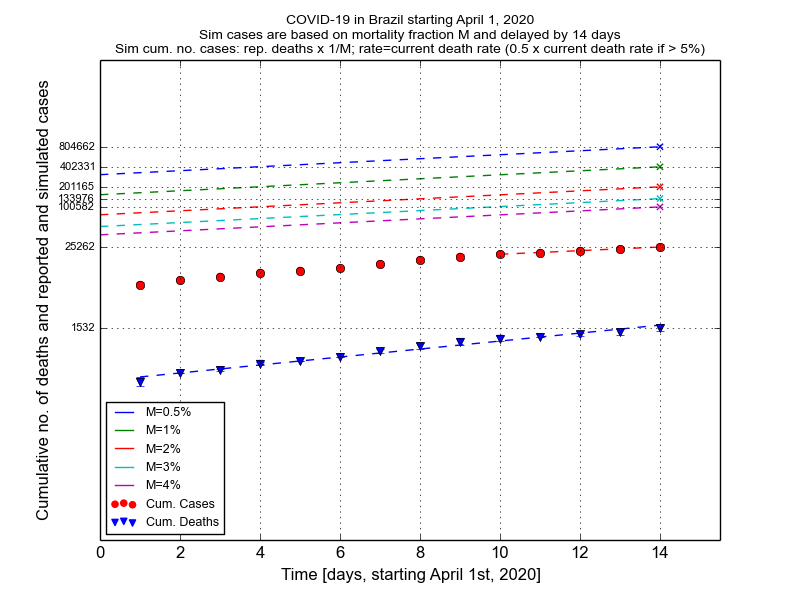 COVID-19 in Brazil starting April 1, 2020
Sim cases are based on mortality fraction M and delayed by 14 days
Sim cum. no. cases: rep. deaths x 1/M; rate=current death rate (0.5 x current death rate if > 5%)
Cumulative no. of deaths and reported and simulated cases
804662
402331
201165
133976
100582
25262
1532
M=0.5%
M=1%
M=2%
M=3%
M=4%
Cum. Cases
Cum. Deaths
0 2 4 6 8 10 12 14
Time [days, starting April 1st, 2020]